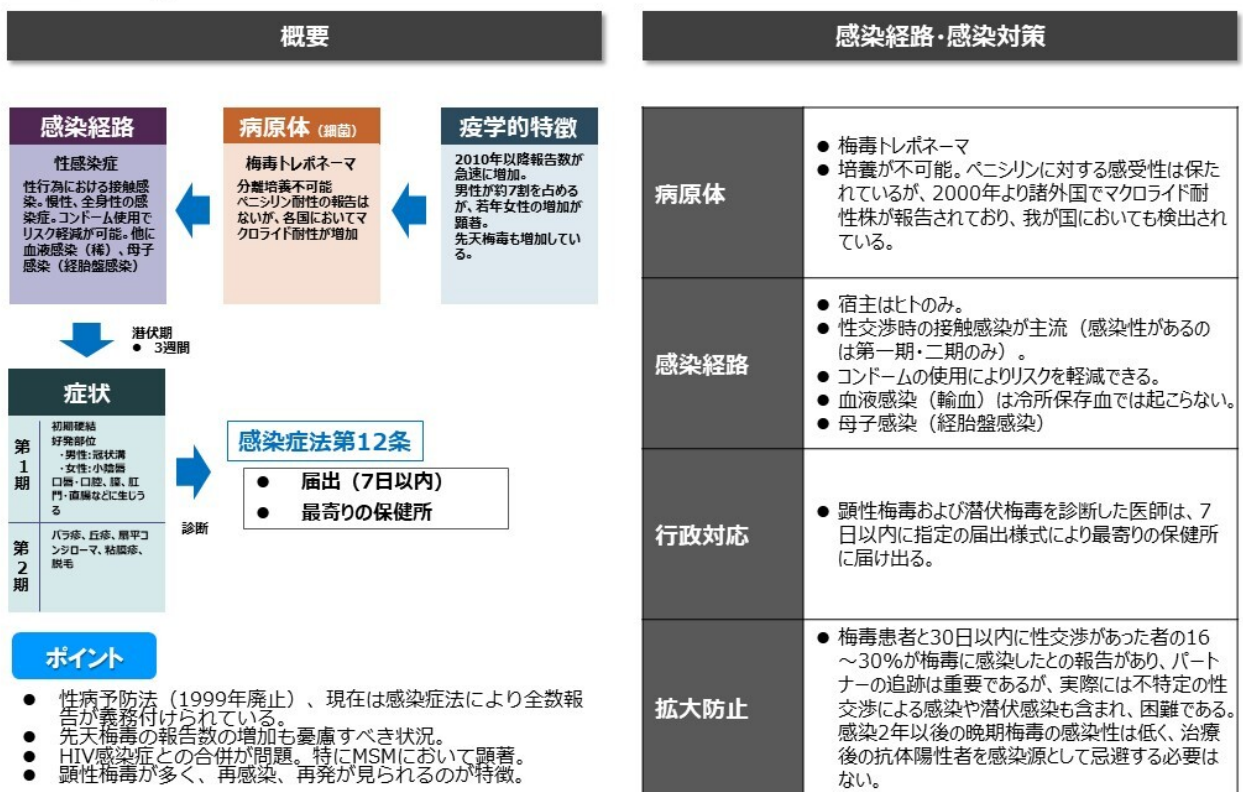 概要
感染経路
性感染症
性行為における接触感
染。慢性、全身性の感
染症。コンドーム使用で
リスク軽減が可能。他に
血液感染（稀）、母子
感染（経胎盤感染）
病原体（細菌）
梅毒トレポネーマ
分離培養不可能
ペニシリン耐性の報告は
ないが、各国においてマ
クロライド耐性が増加
疫学的特徴
2010年以降報告数が
急速に増加。
男性が約7割を占める
が、若年女性の増加が
顕著。
先天梅毒も増加してい
る。
潜伏期
● 3週間
症状
第1期
初期硬結
好発部位
・男性:冠状溝
・女性:小陰唇
口唇・口腔、膣、肛
門・直腸などに生じう
る
第2期
バラ疹、丘疹、扁平コ
ンジローマ、粘膜疹、
脱毛
診断
感染症法第12条
● 届出（7日以内）
● 最寄りの保健所
ポイント
● 性病予防法（1999年廃止）、現在は感染症法により全数報
告が義務付けられている。
● 先天梅毒の報告数の増加も憂慮すべき状況。
● HIV感染症との合併が問題。特にMSMにおいて顕著。
● 顕性梅毒が多く、再感染、再発が見られるのが特徴。
感染経路・感染対策
病原体
● 梅毒トレポネーマ
● 培養が不可能。ペニシリンに対する感受性は保た
れているが、2000年より諸外国でマクロライド耐
性株が報告されており、我が国においても検出され
ている。
感染経路
● 宿主はヒトのみ。
● 性交渉時の接触感染が主流（感染性があるの
は第一期・二期のみ）。
● コンドームの使用によりリスクを軽減できる。
● 血液感染（輸血）は冷所保存血では起こらない。
● 母子感染（経胎盤感染）
行政対応
● 顕性梅毒および潜伏梅毒を診断した医師は、7
日以内に指定の届出様式により最寄りの保健所
に届け出る。
拡大防止
● 梅毒患者と30日以内に性交渉があった者の16
～30%が梅毒に感染したとの報告があり、パート
ナーの追跡は重要であるが、実際には不特定の性
交渉による感染や潜伏感染も含まれ、困難である。
感染2年以後の晩期梅毒の感染性は低く、治療
後の抗体陽性者を感染源として忌避する必要は
ない。